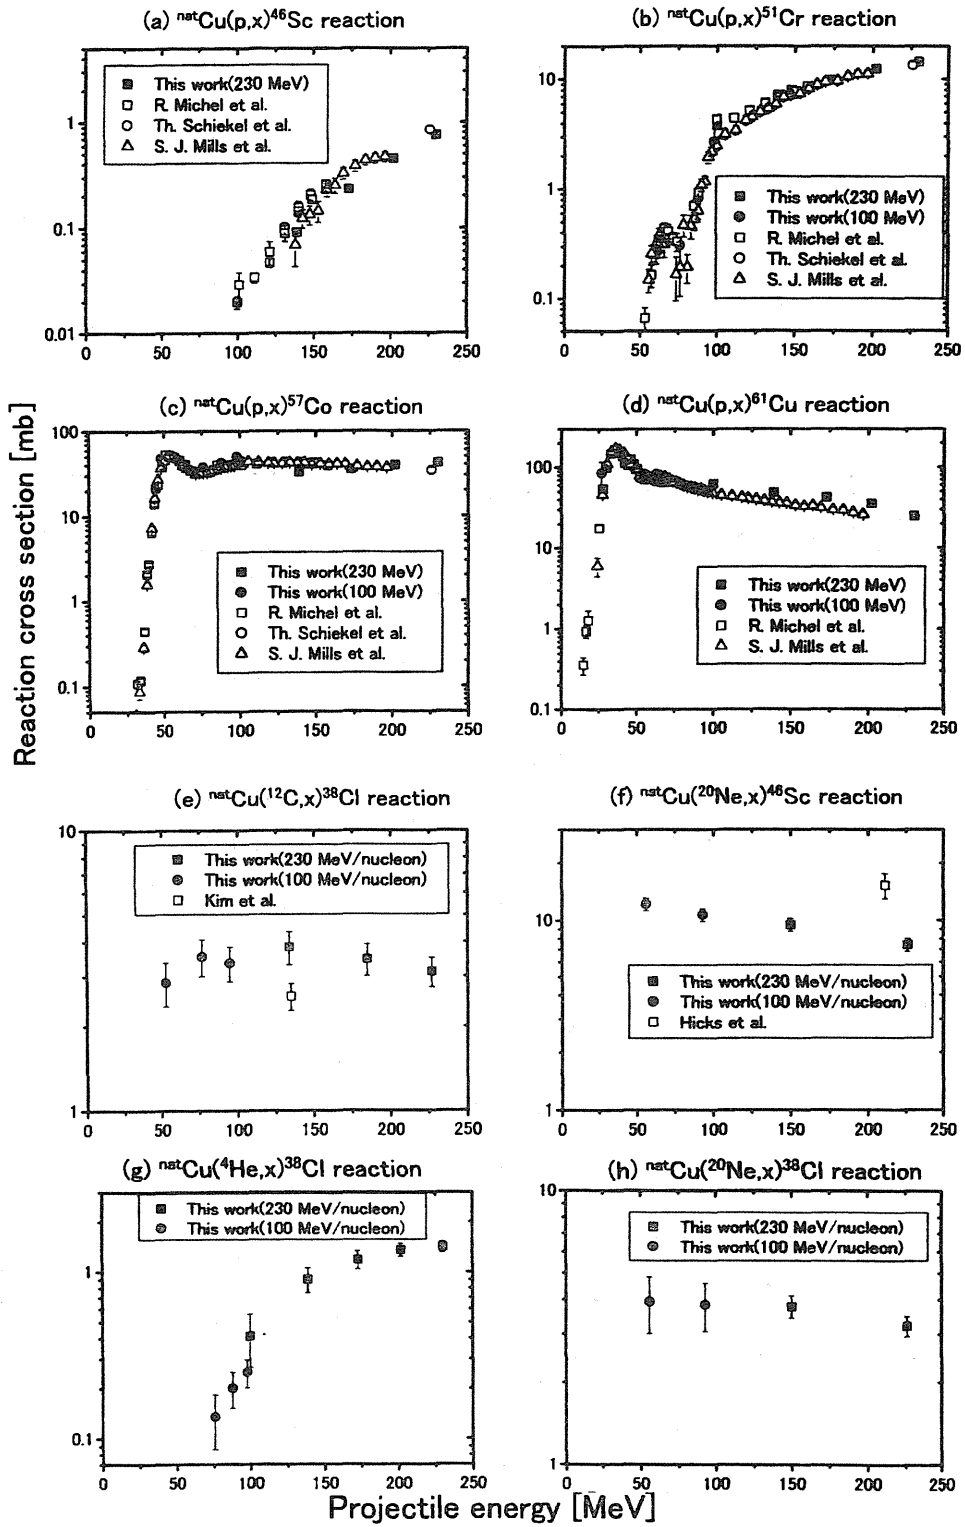 (a) ⁿᵃᵗCu(p,x)⁴⁶Sc reaction
This work(230 MeV)
R. Michel et al.
Th. Schiekel et al.
S. J. Mills et al.
1
0.1
0.01
0 50 100 150 200 250
(b) ⁿᵃᵗCu(p,x)⁵¹Cr reaction
10
1
0.1
This work(230 MeV)
This work(100 MeV)
R. Michel et al.
Th. Schiekel et al.
S. J. Mills et al.
0 50 100 150 200 250
Reaction cross section [mb]
(c) ⁿᵃᵗCu(p,x)⁵⁷Co reaction
100
10
1
0.1
This work(230 MeV)
This work(100 MeV)
R. Michel et al.
Th. Schiekel et al.
S. J. Mills et al.
0 50 100 150 200 250
(d) ⁿᵃᵗCu(p,x)⁶¹Cu reaction
100
10
1
0.1
This work(230 MeV)
This work(100 MeV)
R. Michel et al.
S. J. Mills et al.
0 50 100 150 200 250
(e) ⁿᵃᵗCu(¹²C,x)³⁸Cl reaction
10
This work(230 MeV/nucleon)
This work(100 MeV/nucleon)
Kim et al.
1
0 50 100 150 200 250
(f) ⁿᵃᵗCu(²⁰Ne,x)⁴⁶Sc reaction
10
This work(230 MeV/nucleon)
This work(100 MeV/nucleon)
Hicks et al.
1
0 50 100 150 200 250
(g) ⁿᵃᵗCu(⁴He,x)³⁸Cl reaction
This work(230 MeV/nucleon)
This work(100 MeV/nucleon)
1
0.1
0 50 100 150 200 250
(h) ⁿᵃᵗCu(²⁰Ne,x)³⁸Cl reaction
10
This work(230 MeV/nucleon)
This work(100 MeV/nucleon)
1
0 50 100 150 200 250
Projectile energy [MeV]